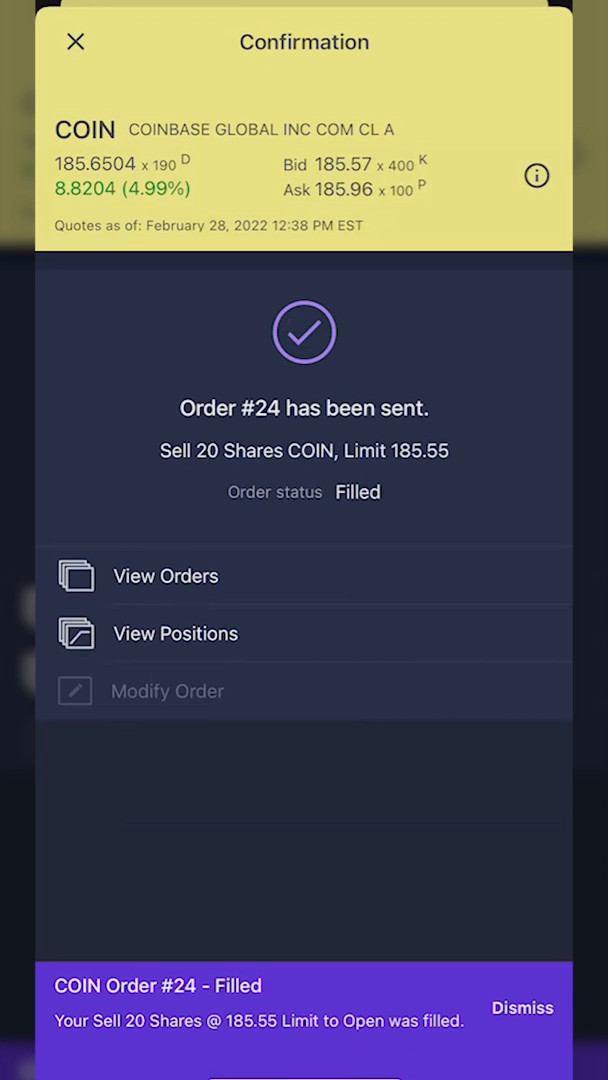 Confirmation
COIN COINBASE GLOBAL INC COM CL A
185.6504 x 190 D
Bid 185.57 x 400 K
8.8204 (4.99%)
Ask 185.96 x 100 P
Quotes as of: February 28, 2022 12:38 PM EST
Order #24 has been sent.
Sell 20 Shares COIN, Limit 185.55
Order status Filled
View Orders
View Positions
Modify Order
COIN Order #24 - Filled
Your Sell 20 Shares @ 185.55 Limit to Open was filled.
Dismiss